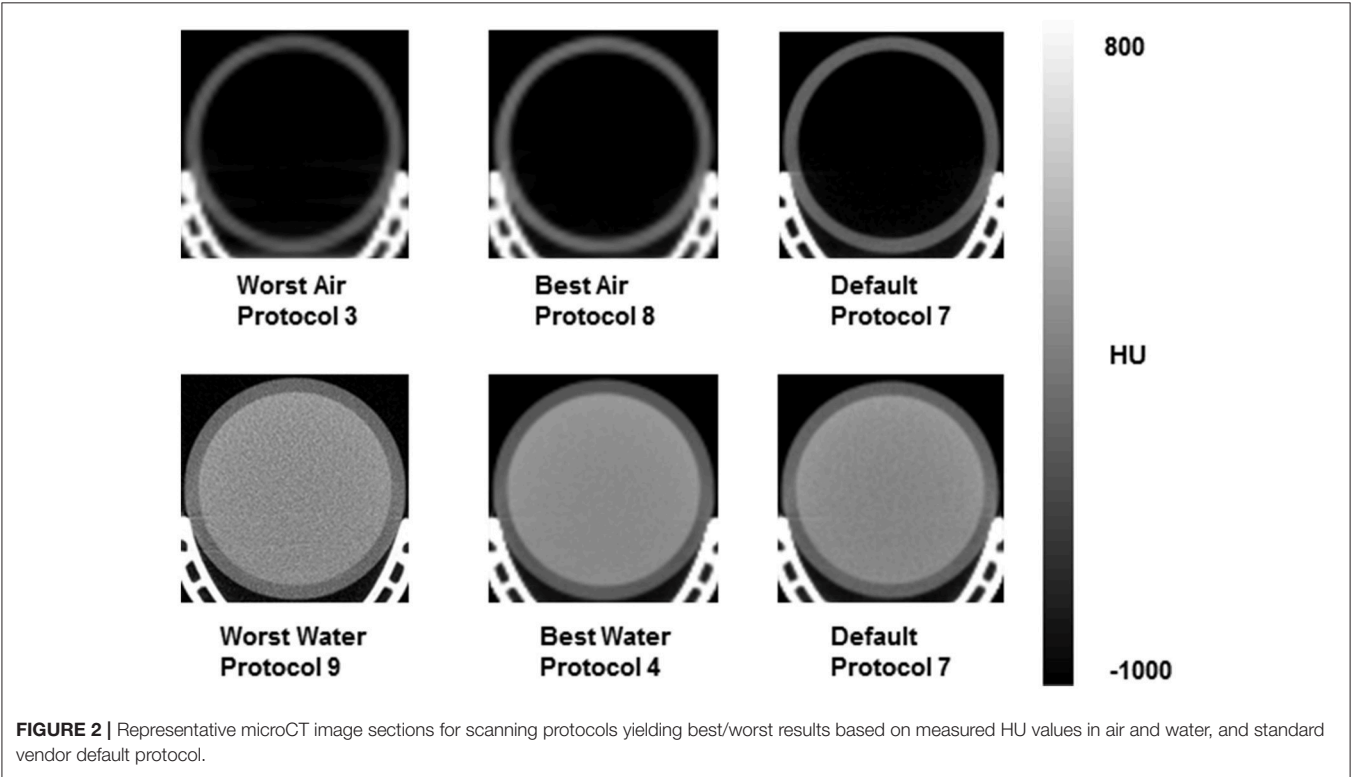 Worst Air
Protocol 3
Best Air
Protocol 8
Default
Protocol 7
800
HU
-1000
Worst Water
Protocol 9
Best Water
Protocol 4
Default
Protocol 7
FIGURE 2 | Representative microCT image sections for scanning protocols yielding best/worst results based on measured HU values in air and water, and standard
vendor default protocol.